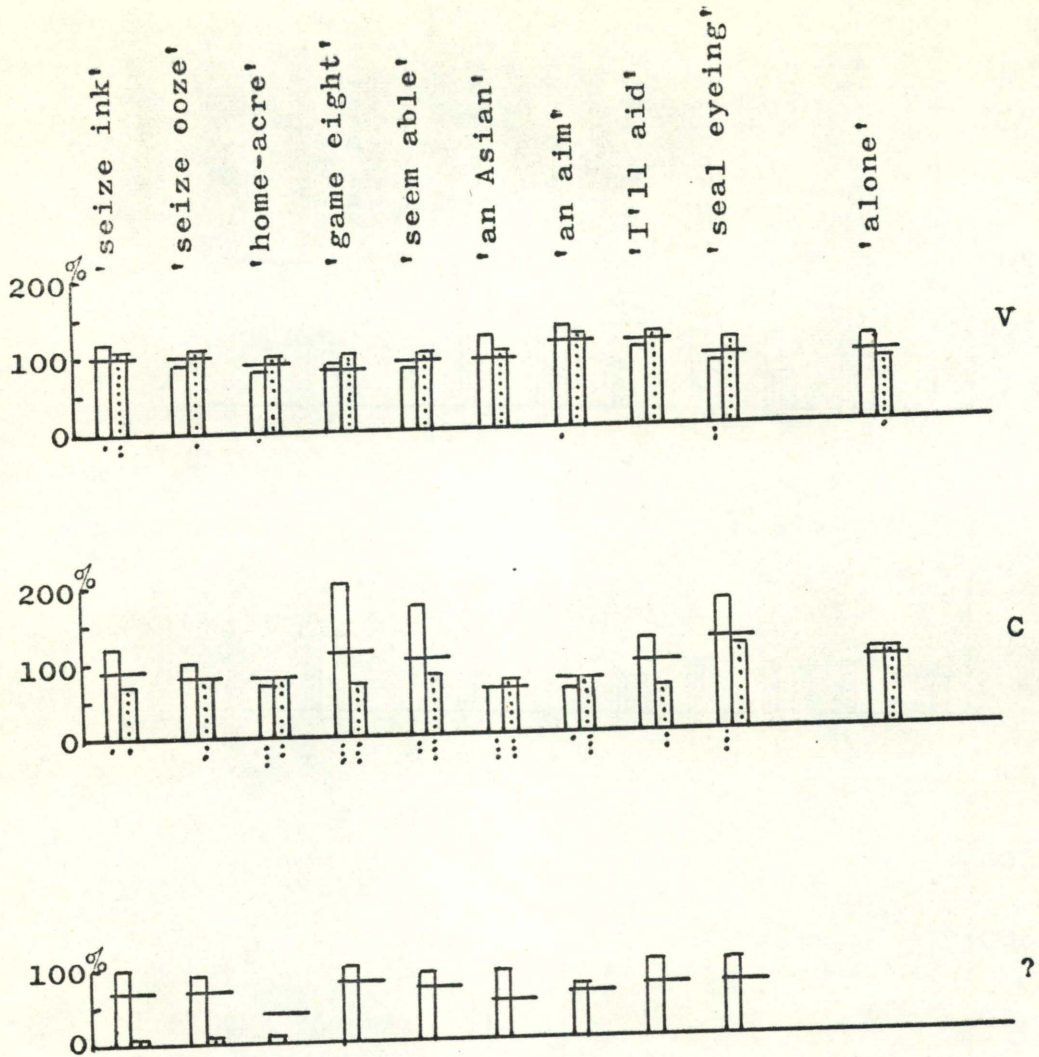 'seize ink'
'seize ooze'
'home-acre'
'game eight'
'seem able'
'an Asian'
'an aim'
'I'll aid'
'seal eyeing'
'alone'
200%
100
0
V
200%
100
0
C
100%
0
?